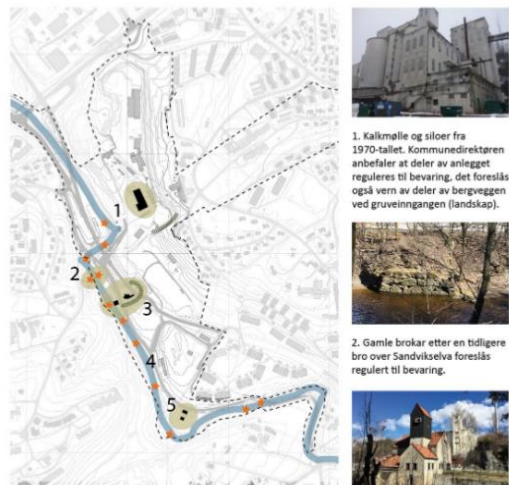 1
2
3
4
5
1. Kalkmølle og siloer fra
1970-tallet. Kommunedirektøren
anbefaler at deler av anlegget
reguleres til bevaring, det foreslås
også vern av deler av bergveggen
ved gruveinngangen (landskap).
2. Gamle brokar etter en tidligere
bro over Sandvikselva foreslås
regulert til bevaring.